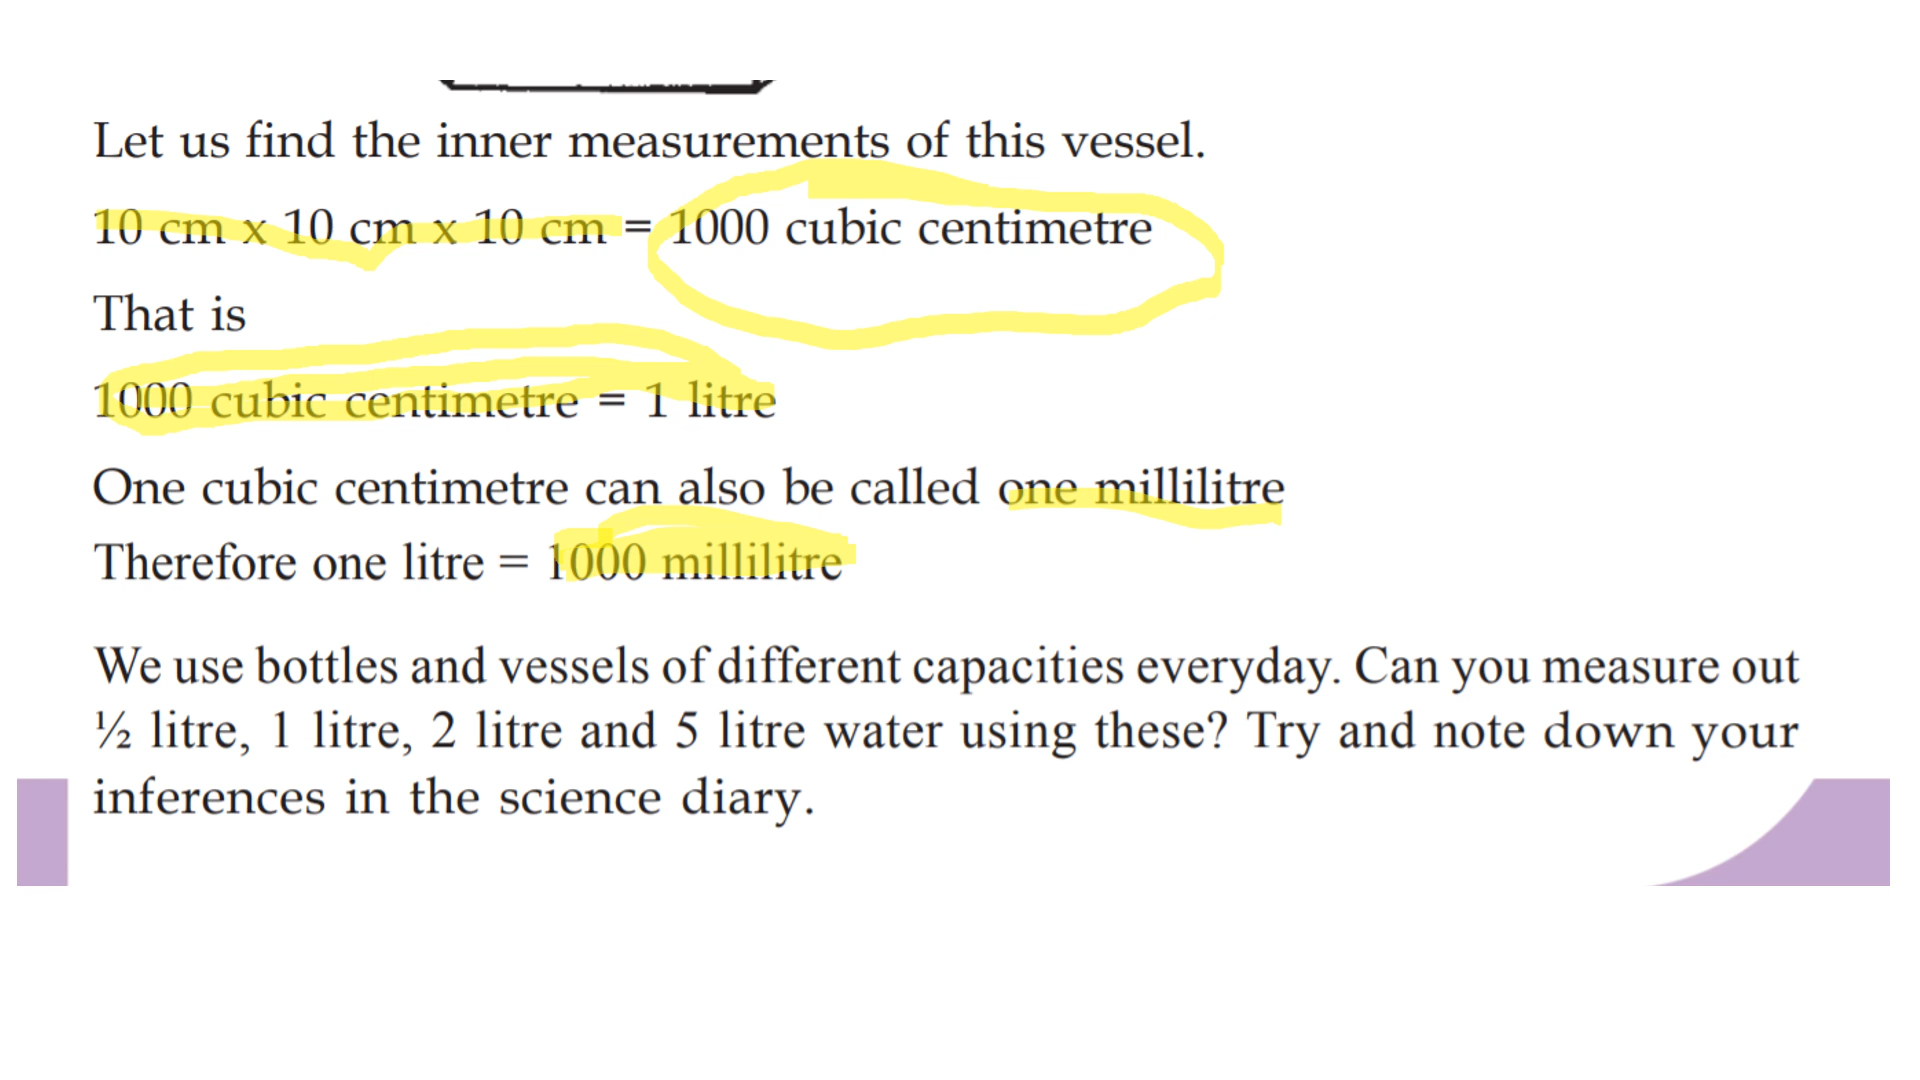 Let us find the inner measurements of this vessel.
10 cm x 10 cm x 10 cm = 1000 cubic centimetre
That is
1000 cubic centimetre = 1 litre
One cubic centimetre can also be called one millilitre
Therefore one litre = 1000 millilitre
We use bottles and vessels of different capacities everyday. Can you measure out
½ litre, 1 litre, 2 litre and 5 litre water using these? Try and note down your
inferences in the science diary.